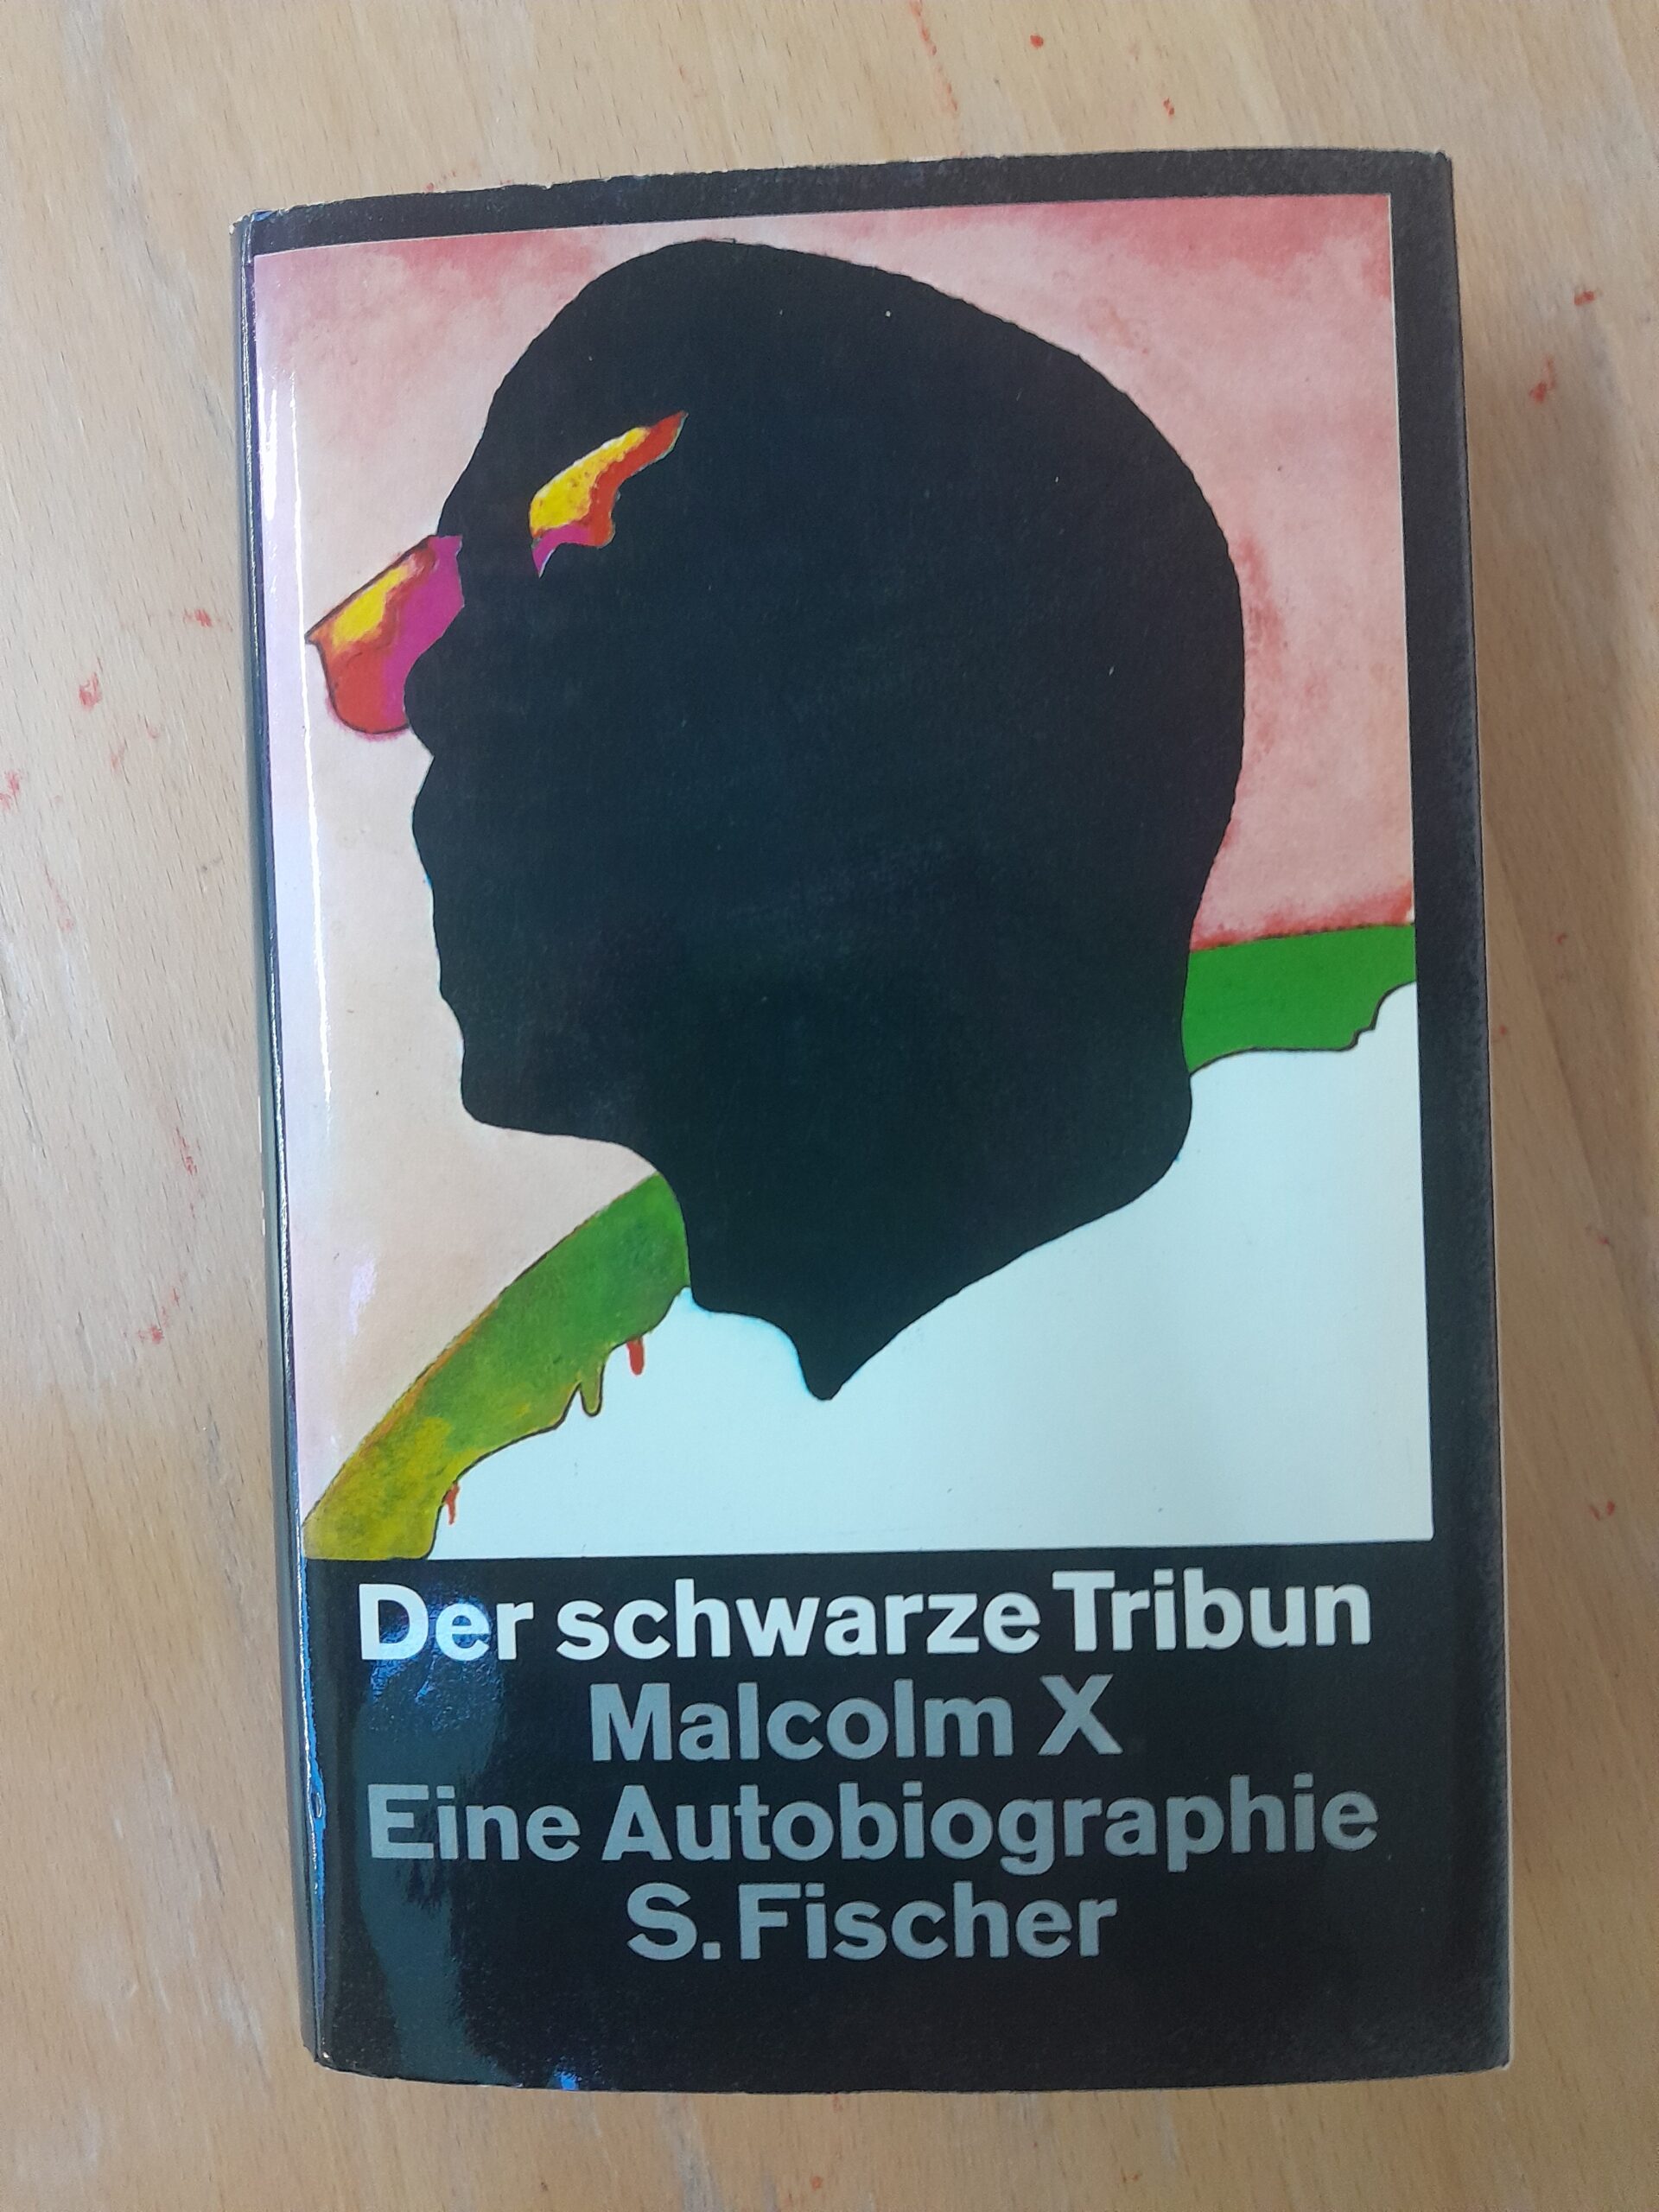 Der schwarze Tribun
Malcolm X
Eine Autobiographie
S. Fischer